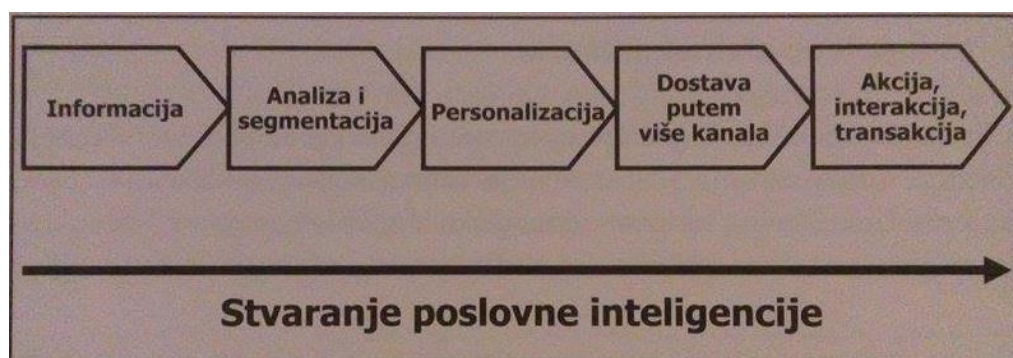 Informacija
Analiza i
segmentacija
Personalizacija
Dostava
putem
više kanala
Akcija,
interakcija,
transakcija
Stvaranje poslovne inteligencije